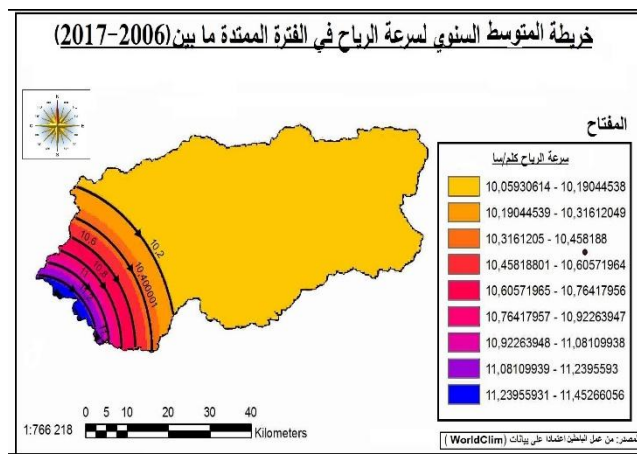 خريطة المتوسط السنوي لسرعة الرياح في الفترة الممتدة ما بين(2006-2017)
المفتاح
سرعة الرياح كلم/سا
10,05930614 - 10,19044538
10,19044539 - 10,31612049
10,3161205 - 10,458188
10,45818801 - 10,60571964
10,60571965 - 10,76417956
10,76417957 - 10,92263947
10,92263948 - 11,08109938
11,08109939 - 11,2395593
11,23955931 - 11,45266056
10,2
10,400001
10,6
10,8
11
11,2
1:766 218
0 5 10 20 30 40
Kilometers
المصدر: من عمل الباحثين اعتمادا على بيانات (WorldClim)